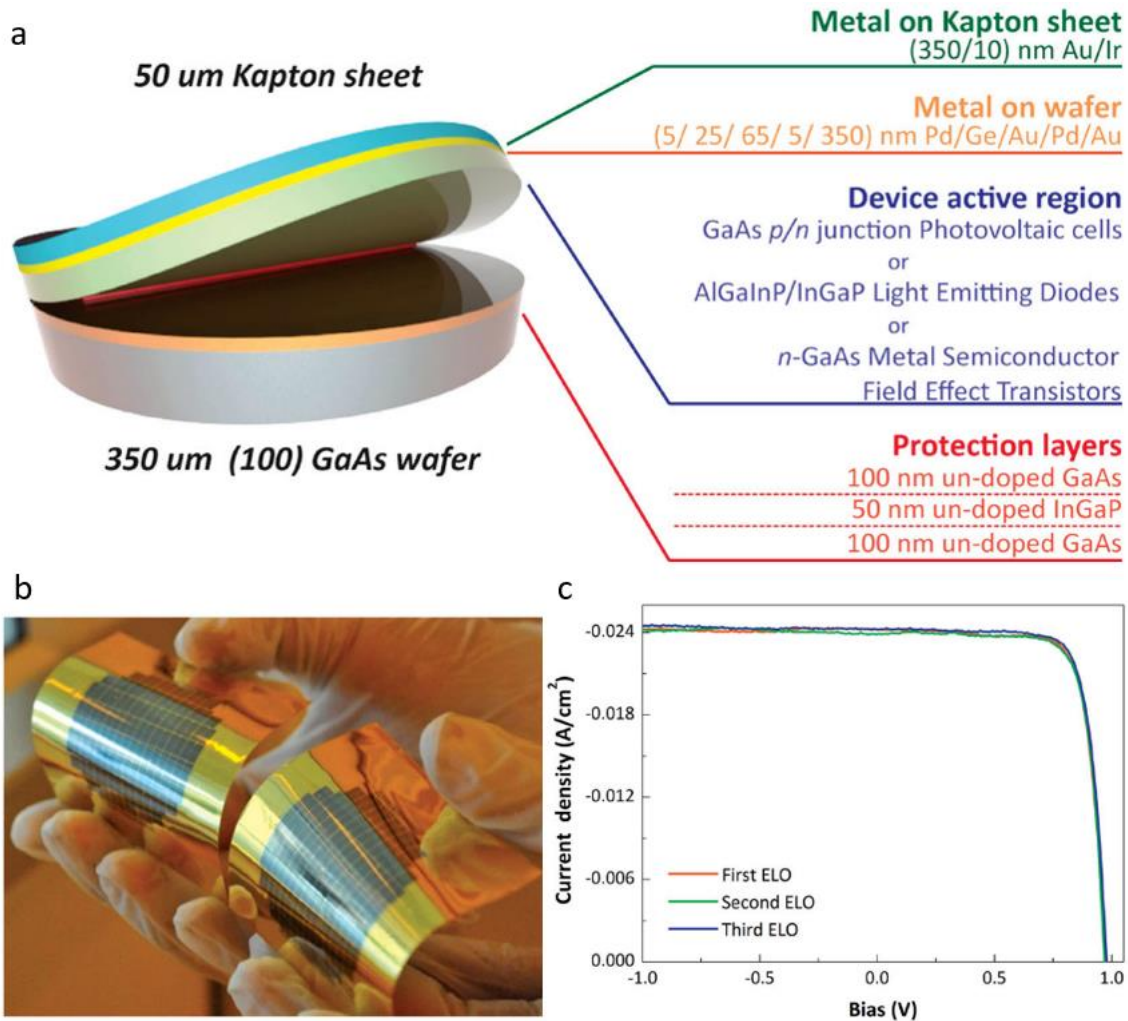 a
50 um Kapton sheet
350 um (100) GaAs wafer
Metal on Kapton sheet
(350/10) nm Au/Ir
Metal on wafer
(5/ 25/ 65/ 5/ 350) nm Pd/Ge/Au/Pd/Au
Device active region
GaAs p/n junction Photovoltaic cells
or
AlGaInP/InGaP Light Emitting Diodes
or
n-GaAs Metal Semiconductor
Field Effect Transistors
Protection layers
100 nm un-doped GaAs
50 nm un-doped InGaP
100 nm un-doped GaAs
b
c
Current density (A/cm²)
-0.024
-0.018
-0.012
-0.006
0.000
First ELO
Second ELO
Third ELO
-1.0
-0.5
0.0
0.5
1.0
Bias (V)